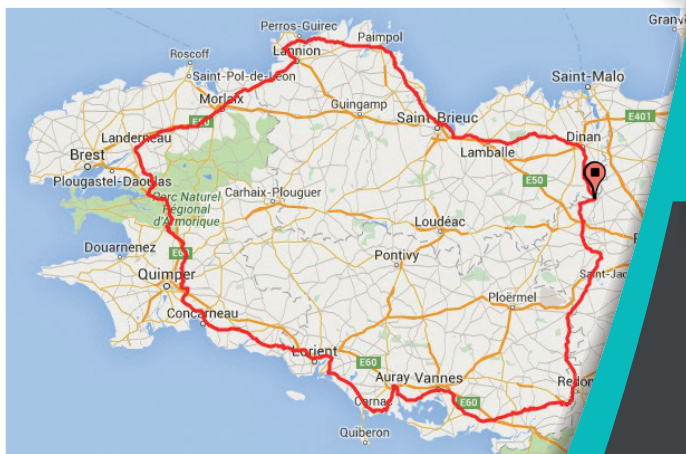 Perros-Guirec
Granv
Roscoff
Paimpol
Lannion
Saint-Pol-de-Léon
Saint-Malo
Morlaix
Guingamp
E50
E401
Saint-Brieuc
Landerneau
Dinan
Lamballe
Brest
Plougastel-Daoulas
E50
Parc Naturel
Régional
d'Armorique
Carhaix-Plouguer
Loudéac
Douarnenez
E60
Pontivy
Saint-Jac
Quimper
Ploërmel
Concarneau
Lorient
E60
Auray
Vannes
Redon
Carnac
E60
Quiberon